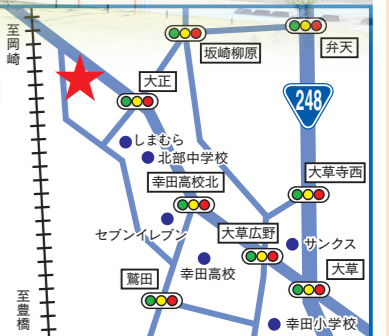 至岡崎
坂崎柳原
弁天
大正
248
しまむら
北部中学校
幸田高校北
大草寺西
セブンイレブン
大草広野
サンクス
鷲田
幸田高校
大草
至豊橋
幸田小学校